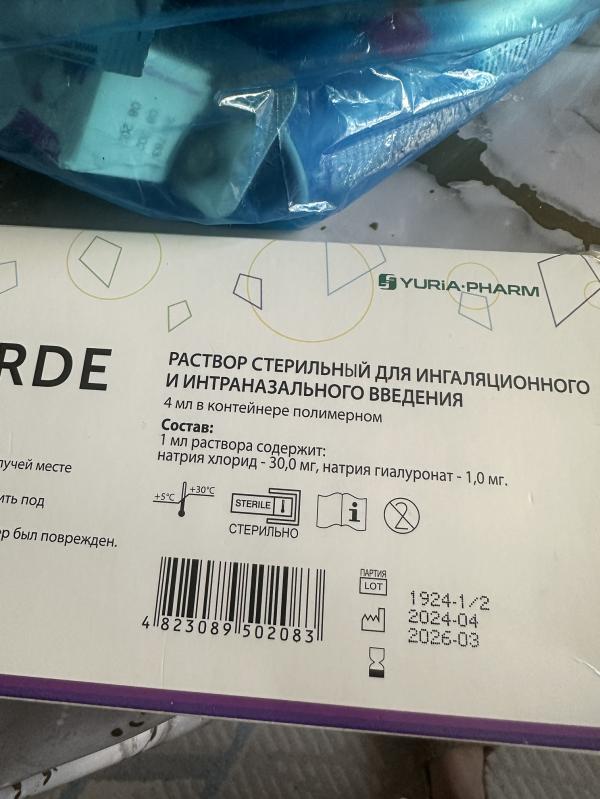 YURiA·PHARM
RDE
РАСТВОР СТЕРИЛЬНЫЙ ДЛЯ ИНГАЛЯЦИОННОГО
И ИНТРАНАЗАЛЬНОГО ВВЕДЕНИЯ
4 мл в контейнере полимерном
Состав:
1 мл раствора содержит:
натрия хлорид - 30,0 мг, натрия гиалуронат - 1,0 мг.
лучей месте
ить под
ер был поврежден.
+5°C +30°C
STERILE
СТЕРИЛЬНО
i
2
4 823089 502083
ПАРТИЯ
LOT
1924-1/2
2024-04
2026-03